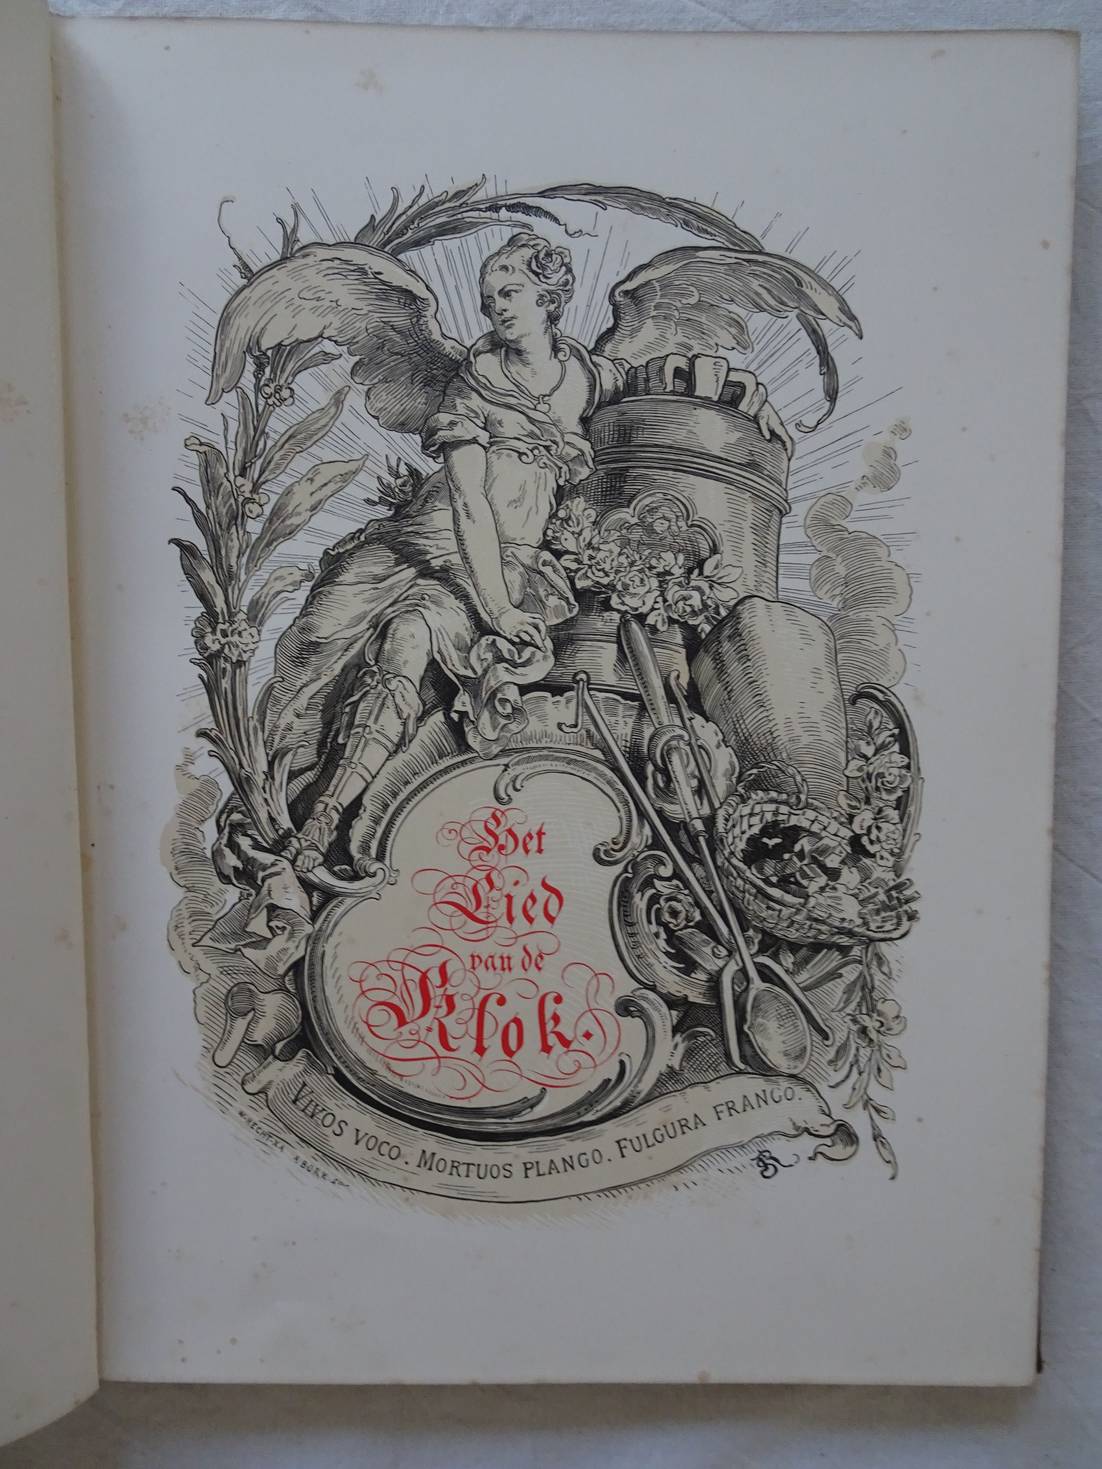 Het
Lied
van de
Klok.
VIVOS VOCO. MORTUOS PLANGO. FULGURA FRANGO.